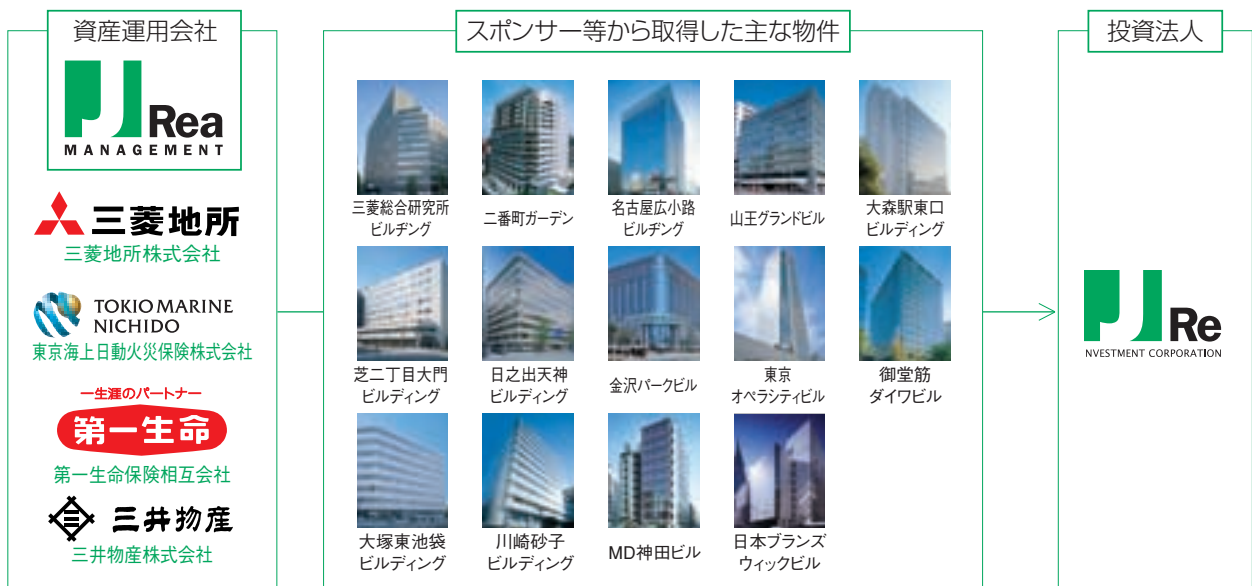 資産運用会社
J Rea
MANAGEMENT
三菱地所
三菱地所株式会社
TOKIO MARINE
NICHIDO
東京海上日動火災保険株式会社
一生涯のパートナー
第一生命
第一生命保険相互会社
三井物産
三井物産株式会社
スポンサー等から取得した主な物件
三菱総合研究所
ビルヂング
二番町ガーデン
名古屋広小路
ビルヂング
山王グランドビル
大森駅東口
ビルディング
芝二丁目大門
ビルディング
日之出天神
ビルディング
金沢パークビル
東京
オペラシティビル
御堂筋
ダイワビル
大塚東池袋
ビルディング
川崎砂子
ビルディング
MD神田ビル
日本ブランズ
ウィックビル
投資法人
J Re
NVESTMENT CORPORATION